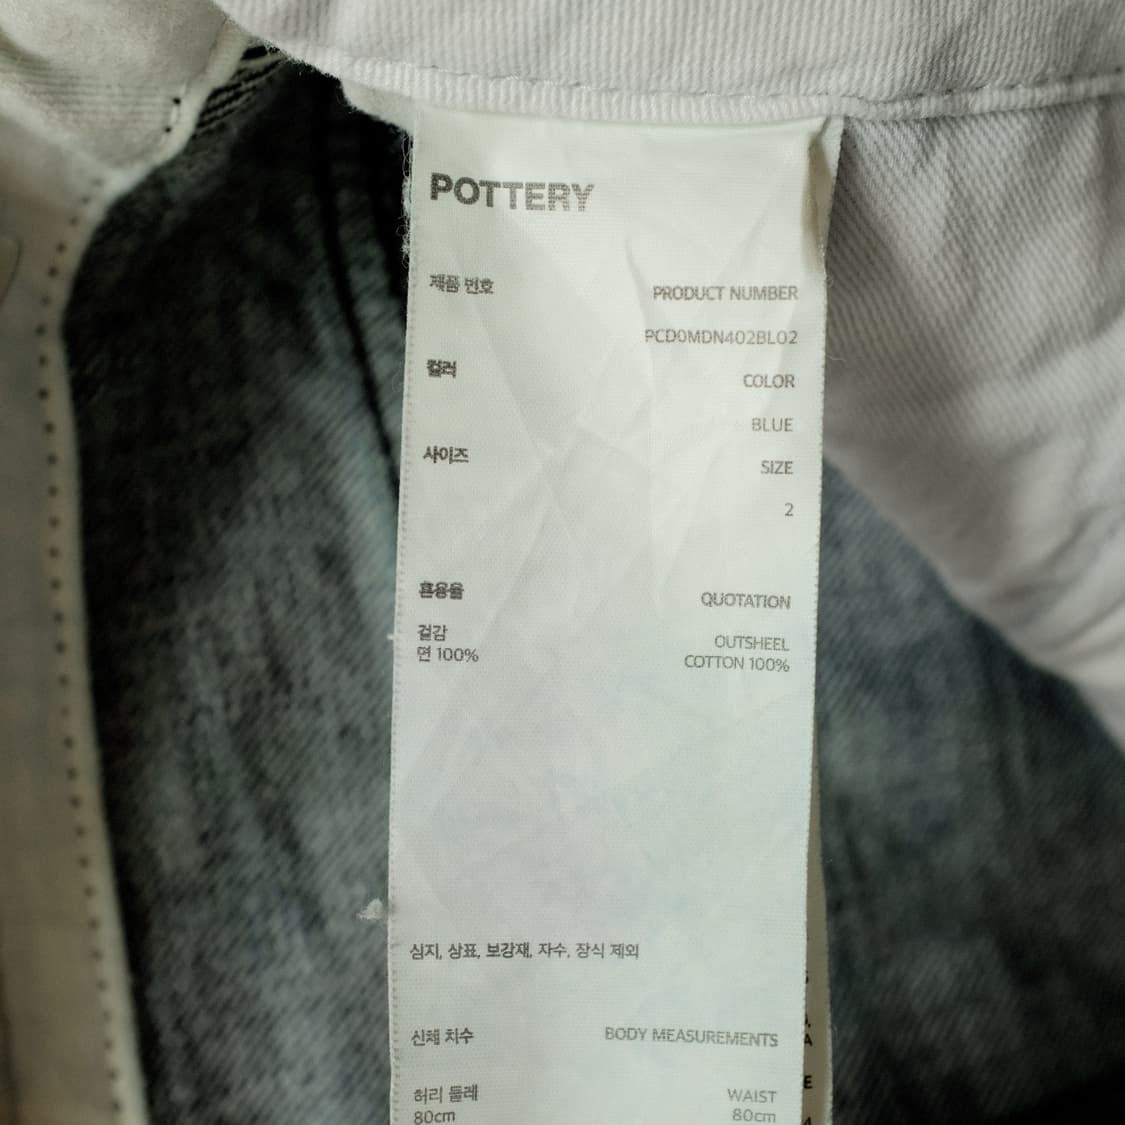 POTTERY
제품 번호 PRODUCT NUMBER
PCD0MDN402BL02
컬러 COLOR
BLUE
사이즈 SIZE
2
혼용율 QUOTATION
겉감 OUTSHEEL
면 100% COTTON 100%
심지, 상표, 보강재, 자수, 장식 제외
신체 치수 BODY MEASUREMENTS
허리 둘레 WAIST
80cm 80cm